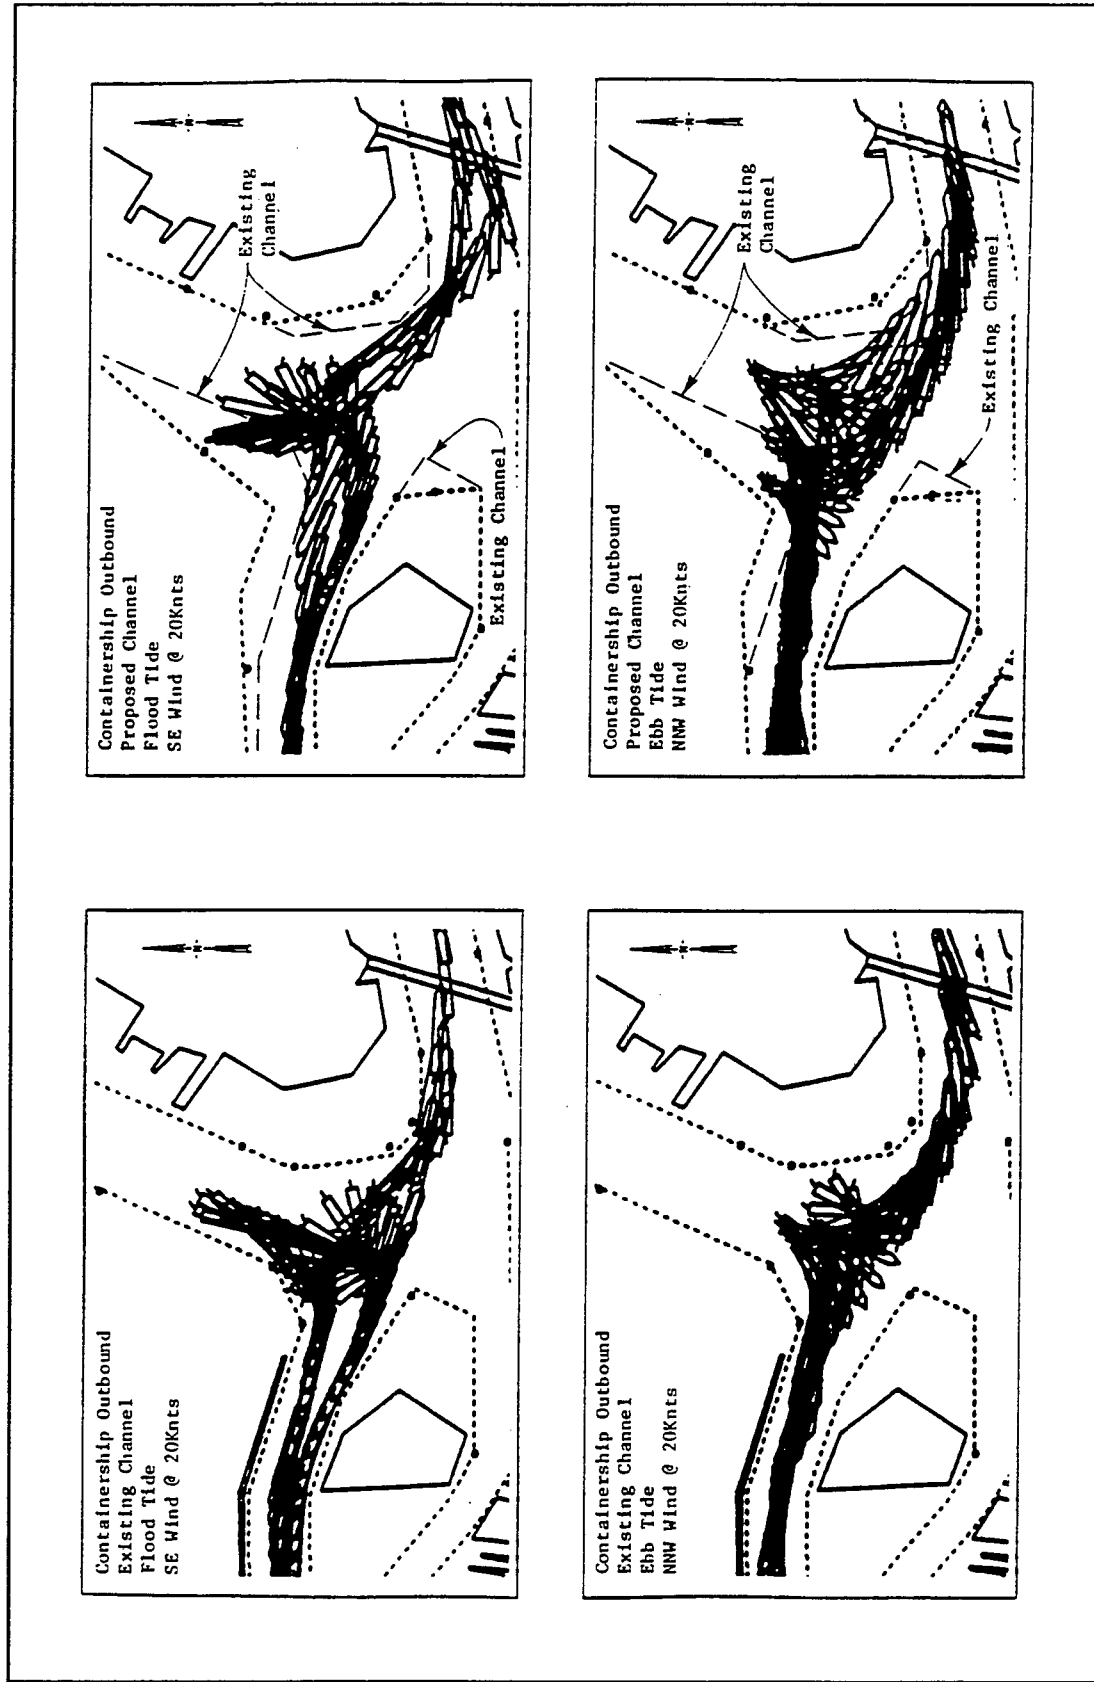 Containership Outbound
Existing Channel
Flood Tide
SE Wind @ 20Knts
N
Containership Outbound
Proposed Channel
Flood Tide
SE Wind @ 20Knts
Existing
Channel
Existing Channel
N
Containership Outbound
Existing Channel
Ebb Tide
NNW Wind @ 20Knts
N
Containership Outbound
Proposed Channel
Ebb Tide
NNW Wind @ 20Knts
Existing
Channel
Existing Channel
N